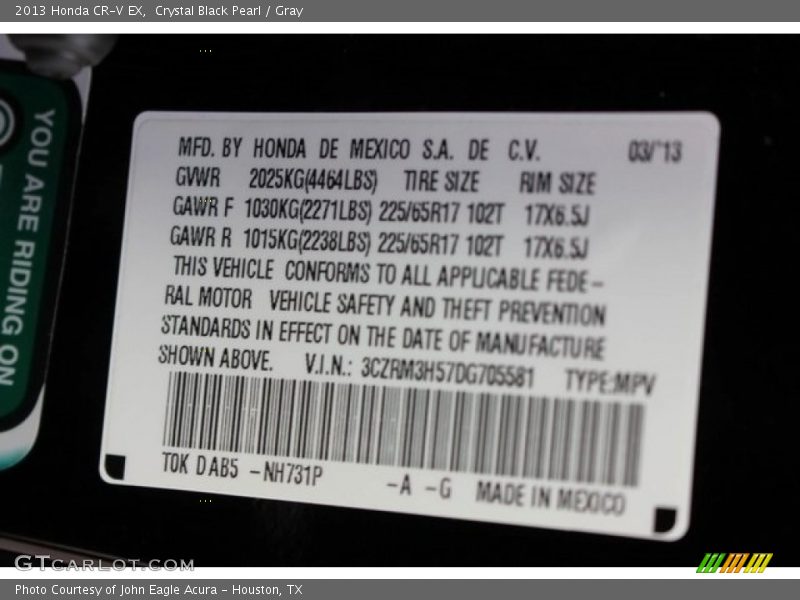 2013 Honda CR-V EX,  Crystal Black Pearl / Gray
YOU ARE RIDING ON
MFD. BY HONDA DE MEXICO S.A. DE C.V. 03/'13
GVWR 2025KG(4464LBS) TIRE SIZE RIM SIZE
GAWR F 1030KG(2271LBS) 225/65R17 102T 17X6.5J
GAWR R 1015KG(2238LBS) 225/65R17 102T 17X6.5J
THIS VEHICLE CONFORMS TO ALL APPLICABLE FEDE-
RAL MOTOR VEHICLE SAFETY AND THEFT PREVENTION
STANDARDS IN EFFECT ON THE DATE OF MANUFACTURE
SHOWN ABOVE. V.I.N.: 3CZRM3H57DG705581 TYPE:MPV
T0K DAB5 -NH731P -A -G MADE IN MEXICO
GTCARLOT.COM
Photo Courtesy of John Eagle Acura - Houston, TX